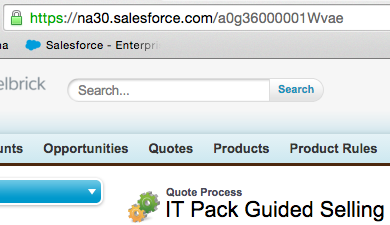 https://na30.salesforce.com/a0g36000001Wvae
Salesforce - Enterpri
elbrick
Search... Search
unts Opportunities Quotes Products Product Rules
Quote Process
IT Pack Guided Selling